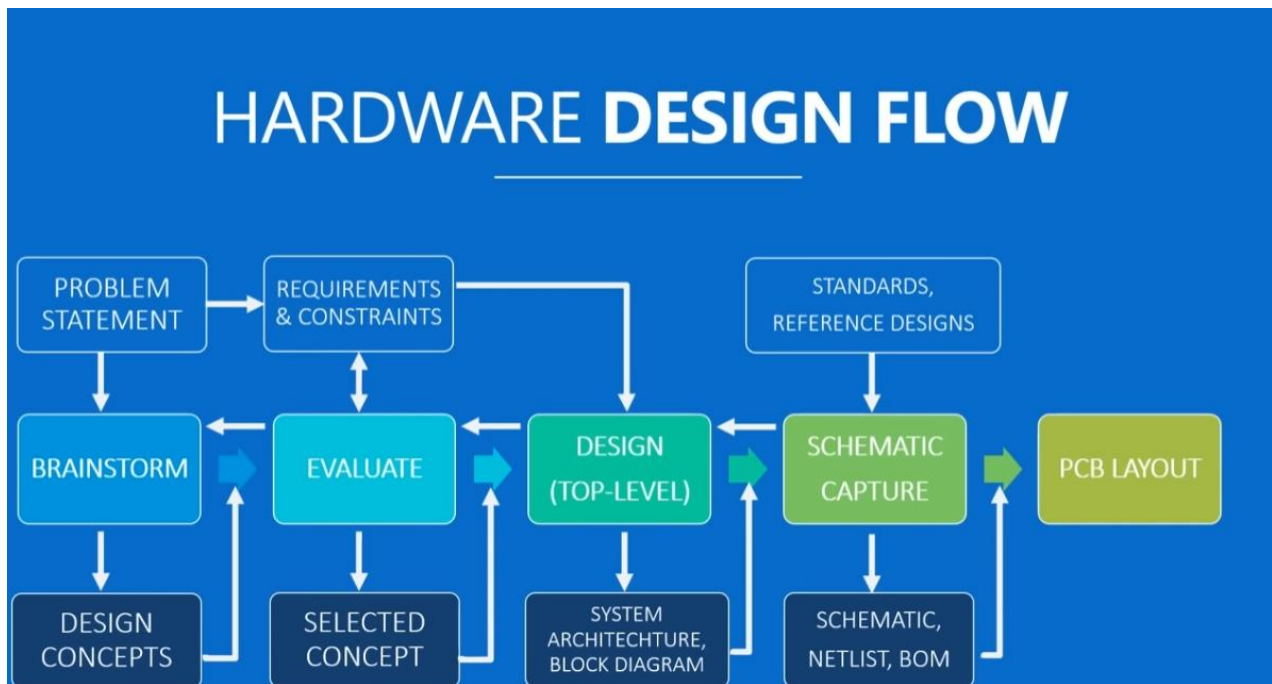 HARDWARE DESIGN FLOW
PROBLEM
STATEMENT
REQUIREMENTS
& CONSTRAINTS
STANDARDS,
REFERENCE DESIGNS
BRAINSTORM
EVALUATE
DESIGN
(TOP-LEVEL)
SCHEMATIC
CAPTURE
PCB LAYOUT
DESIGN
CONCEPTS
SELECTED
CONCEPT
SYSTEM
ARCHITECHTURE,
BLOCK DIAGRAM
SCHEMATIC,
NETLIST, BOM